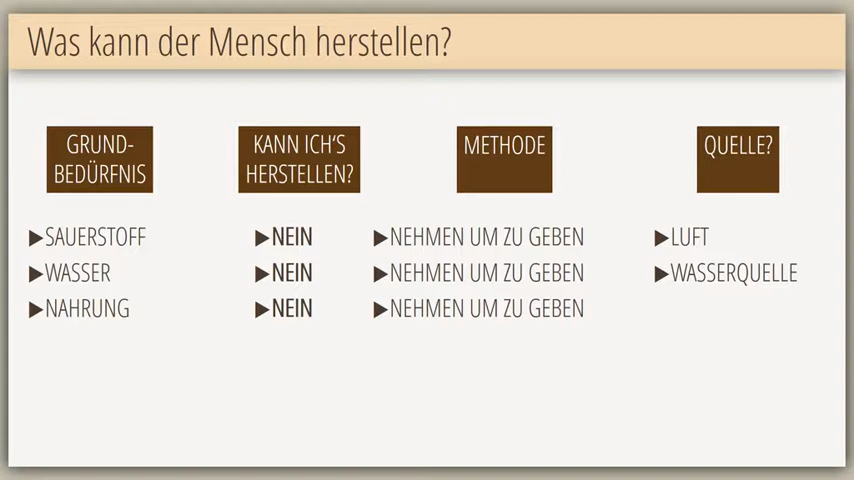 Was kann der Mensch herstellen?
GRUND-
BEDÜRFNIS
KANN ICH‘S
HERSTELLEN?
METHODE
QUELLE?
▶SAUERSTOFF ▶NEIN ▶NEHMEN UM ZU GEBEN ▶LUFT
▶WASSER ▶NEIN ▶NEHMEN UM ZU GEBEN ▶WASSERQUELLE
▶NAHRUNG ▶NEIN ▶NEHMEN UM ZU GEBEN